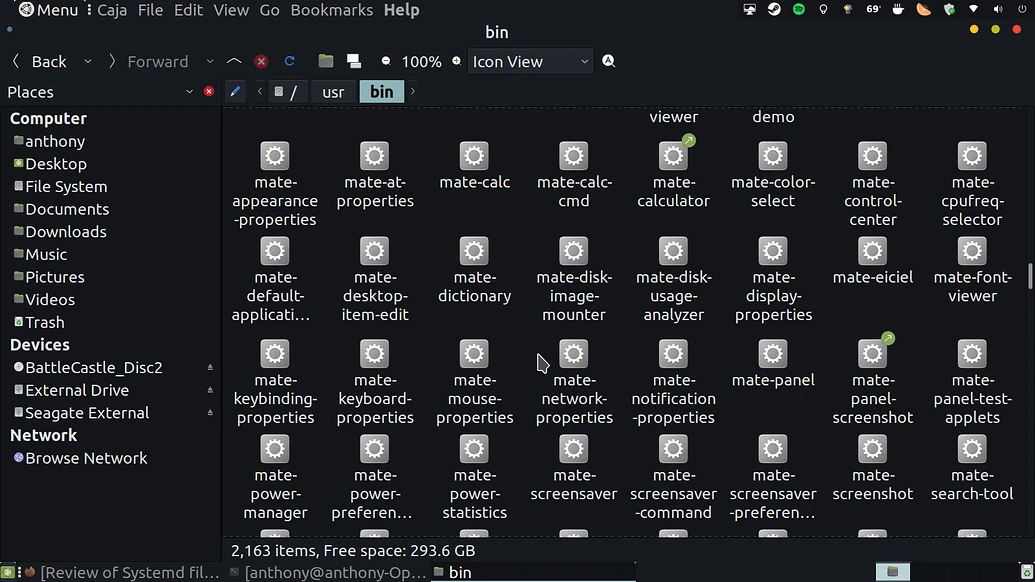 Menu Caja File Edit View Go Bookmarks Help 69°
bin
Back Forward 100% Icon View A
Places / usr bin
Computer
anthony
Desktop
File System
Documents
Downloads
Music
Pictures
Videos
Trash
Devices
BattleCastle_Disc2
External Drive
Seagate External
Network
Browse Network
viewer demo
mate-appearance-properties
mate-at-properties
mate-calc
mate-calc-cmd
mate-calculator
mate-color-select
mate-control-center
mate-cpufreq-selector
mate-default-applicati...
mate-desktop-item-edit
mate-dictionary
mate-disk-image-mounter
mate-disk-usage-analyzer
mate-display-properties
mate-eiciel
mate-font-viewer
mate-keybinding-properties
mate-keyboard-properties
mate-mouse-properties
mate-network-properties
mate-notification-properties
mate-panel
mate-panel-screenshot
mate-panel-test-applets
mate-power-manager
mate-power-preferen...
mate-power-statistics
mate-screensaver
mate-screensaver-command
mate-screensaver-preferen...
mate-screenshot
mate-search-tool
2,163 items, Free space: 293.6 GB
[Review of Systemd fil... [anthony@anthony-Op... bin